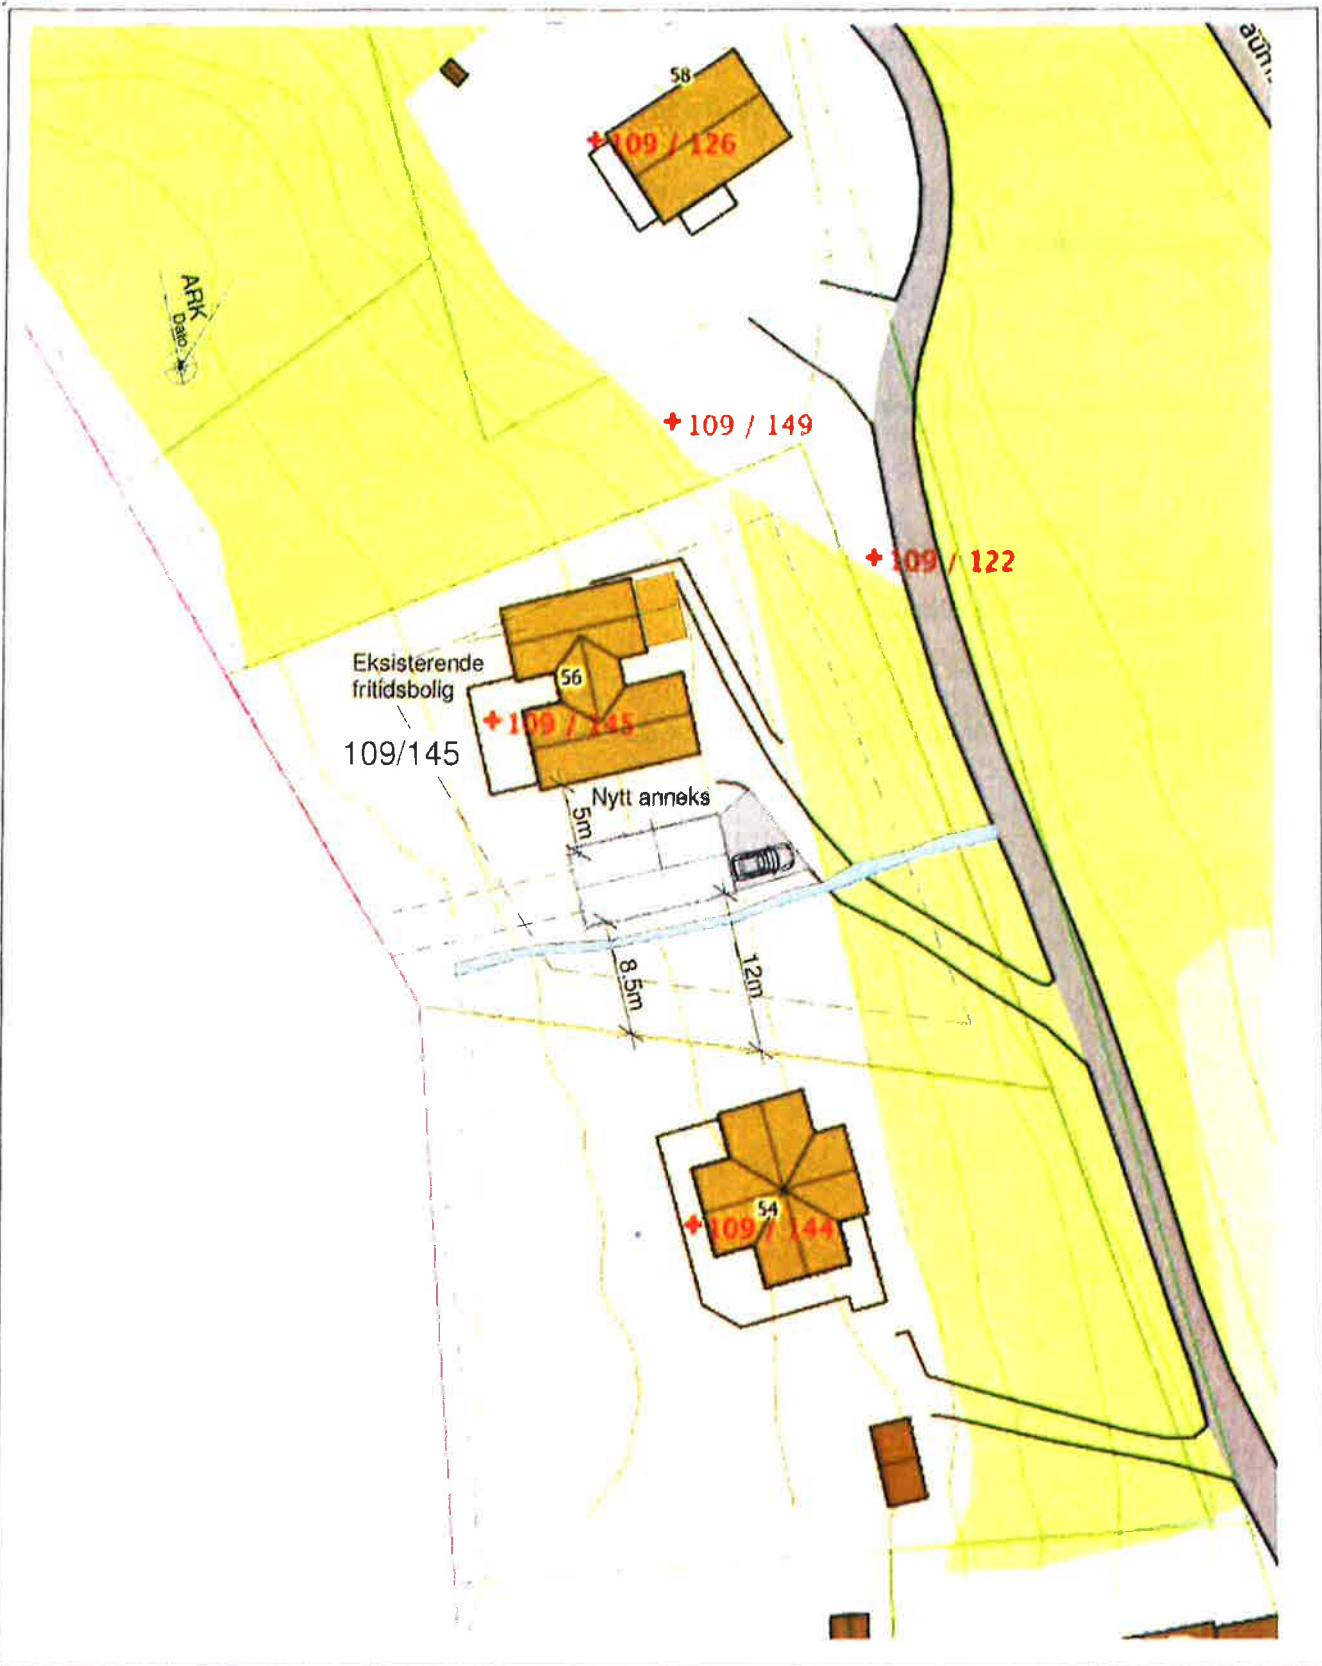 58
109 / 126
ARK
Dato
109 / 149
109 / 122
Eksisterende
fritidsbolig
56
109 / 145
109/145
Nytt anneks
5m
8.5m
12m
54
109 / 144